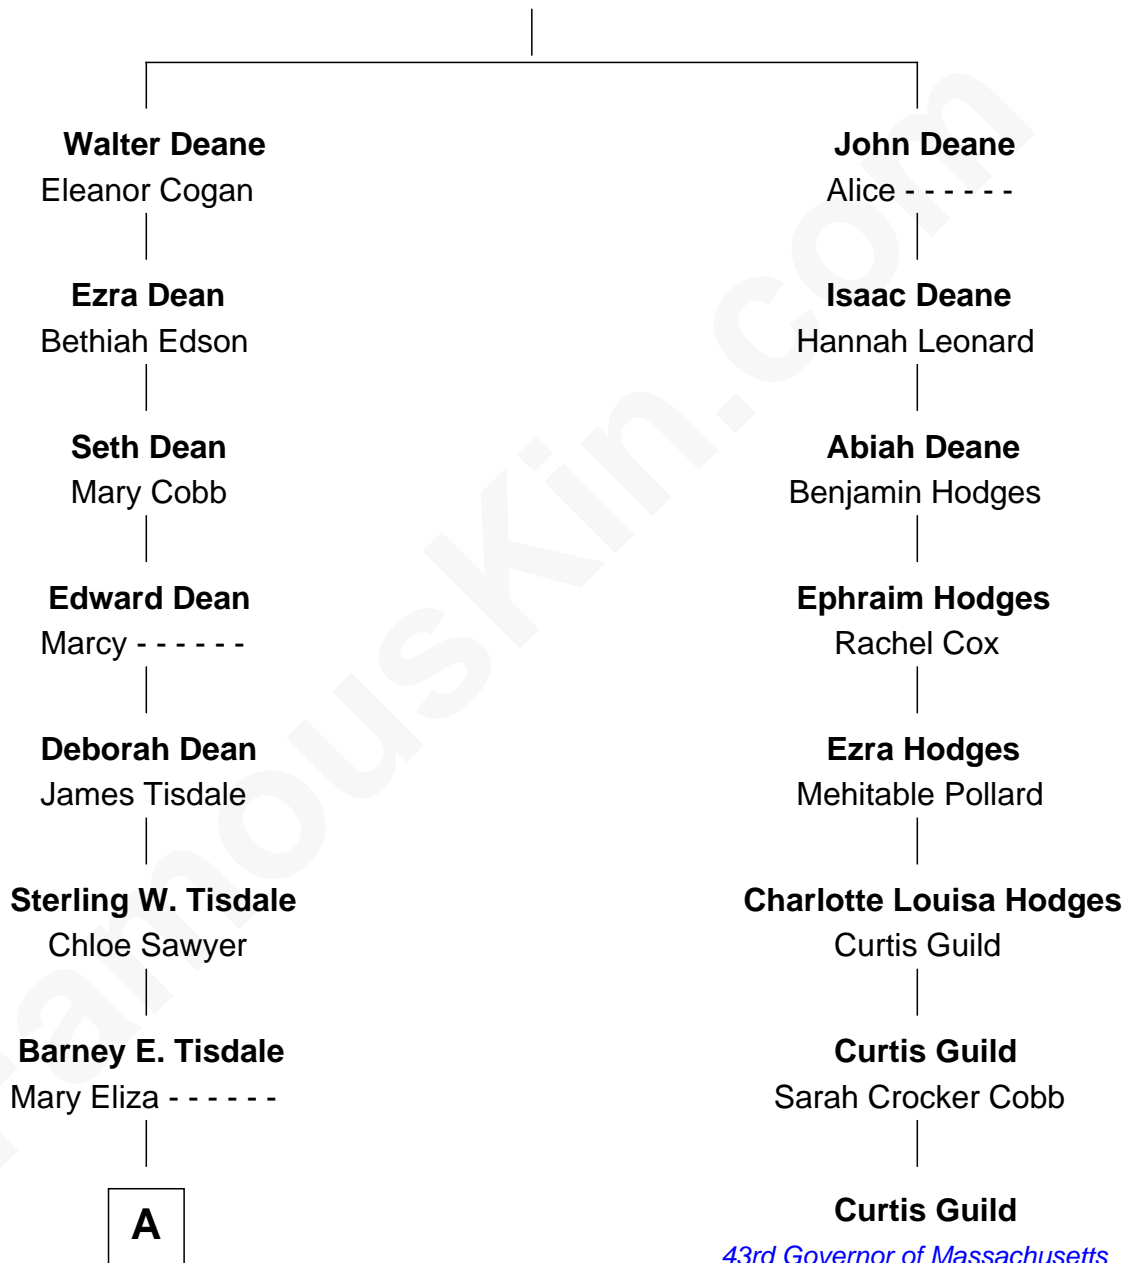 Walter Deane
Eleanor Cogan
Ezra Dean
Bethiah Edson
Seth Dean
Mary Cobb
Edward Dean
Marcy - - - - - -
Deborah Dean
James Tisdale
Sterling W. Tisdale
Chloe Sawyer
Barney E. Tisdale
Mary Eliza - - - - - -
A
John Deane
Alice - - - - - -
Isaac Deane
Hannah Leonard
Abiah Deane
Benjamin Hodges
Ephraim Hodges
Rachel Cox
Ezra Hodges
Mehitable Pollard
Charlotte Louisa Hodges
Curtis Guild
Curtis Guild
Sarah Crocker Cobb
Curtis Guild
43rd Governor of Massachusetts
FamousKin.com